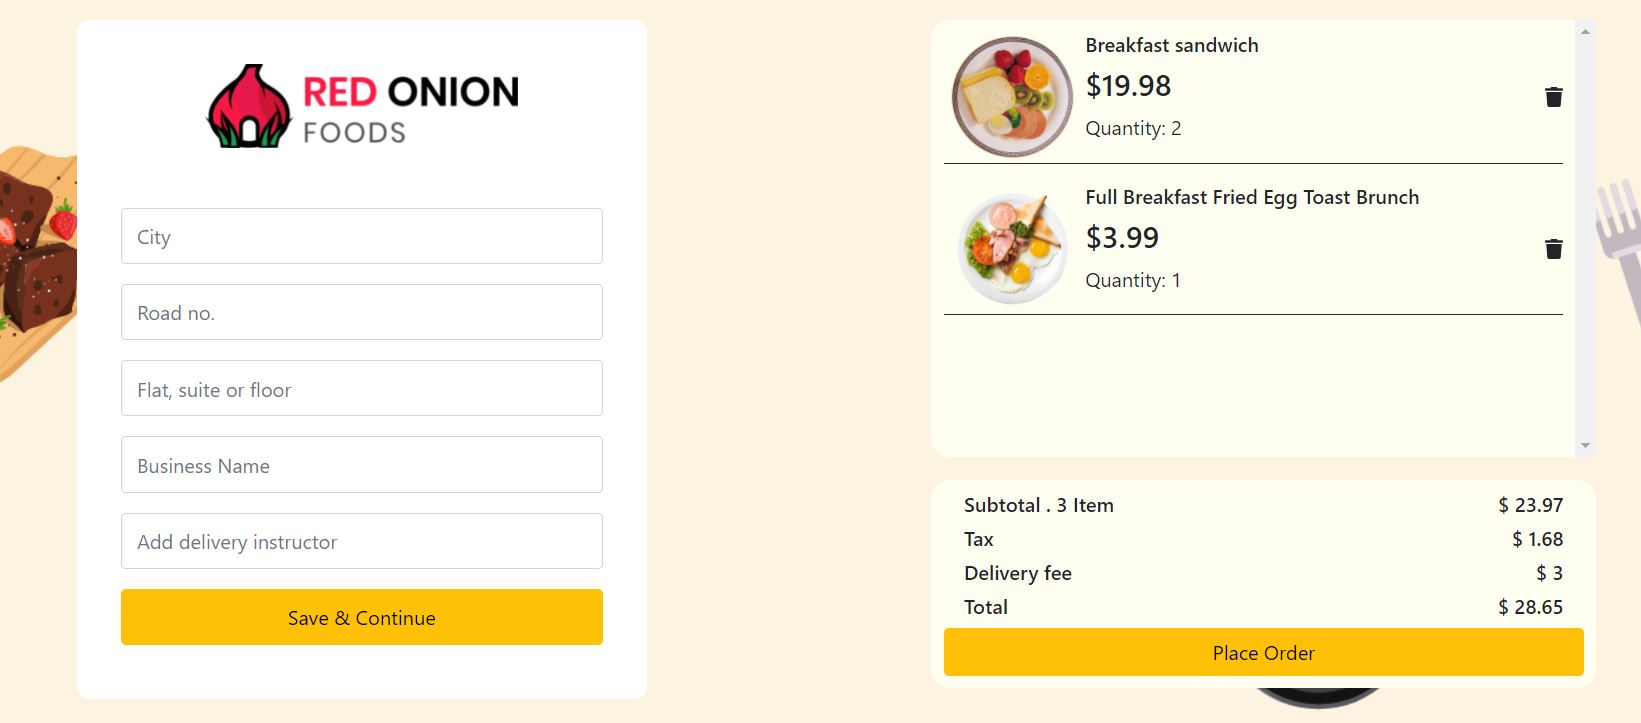 RED ONION
FOODS
City
Road no.
Flat, suite or floor
Business Name
Add delivery instructor
Save & Continue
Breakfast sandwich
$19.98
Quantity: 2
Full Breakfast Fried Egg Toast Brunch
$3.99
Quantity: 1
Subtotal . 3 Item $ 23.97
Tax $ 1.68
Delivery fee $ 3
Total $ 28.65
Place Order